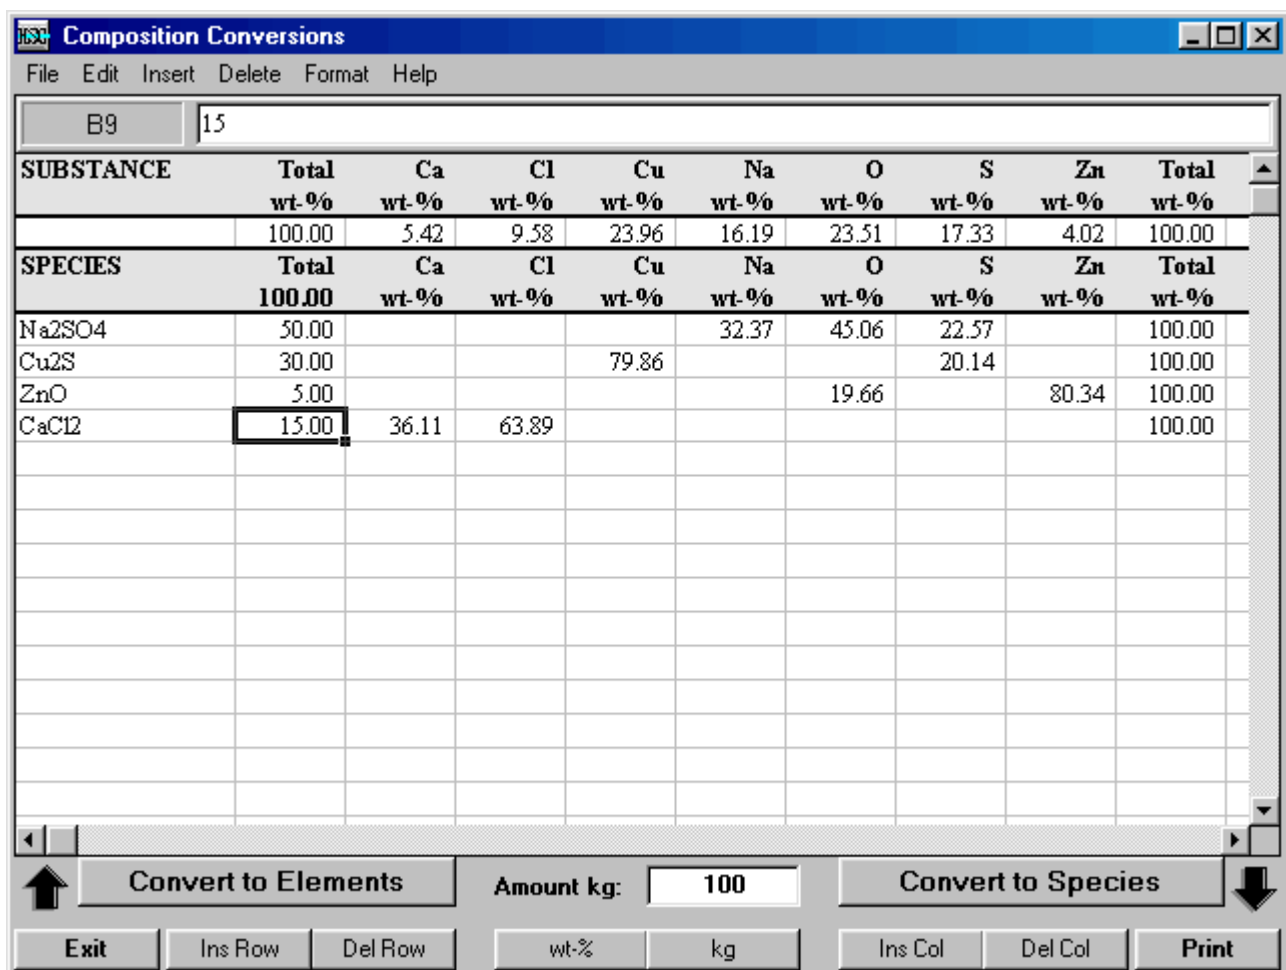 HSC Composition Conversions
File Edit Insert Delete Format Help
B9 15
SUBSTANCE Total Ca Cl Cu Na O S Zn Total
wt-% wt-% wt-% wt-% wt-% wt-% wt-% wt-% wt-%
100.00 5.42 9.58 23.96 16.19 23.51 17.33 4.02 100.00
SPECIES Total Ca Cl Cu Na O S Zn Total
100.00 wt-% wt-% wt-% wt-% wt-% wt-% wt-% wt-%
Na2SO4 50.00 32.37 45.06 22.57 100.00
Cu2S 30.00 79.86 20.14 100.00
ZnO 5.00 19.66 80.34 100.00
CaCl2 15.00 36.11 63.89 100.00
Convert to Elements Amount kg: 100 Convert to Species
Exit Ins Row Del Row wt-% kg Ins Col Del Col Print